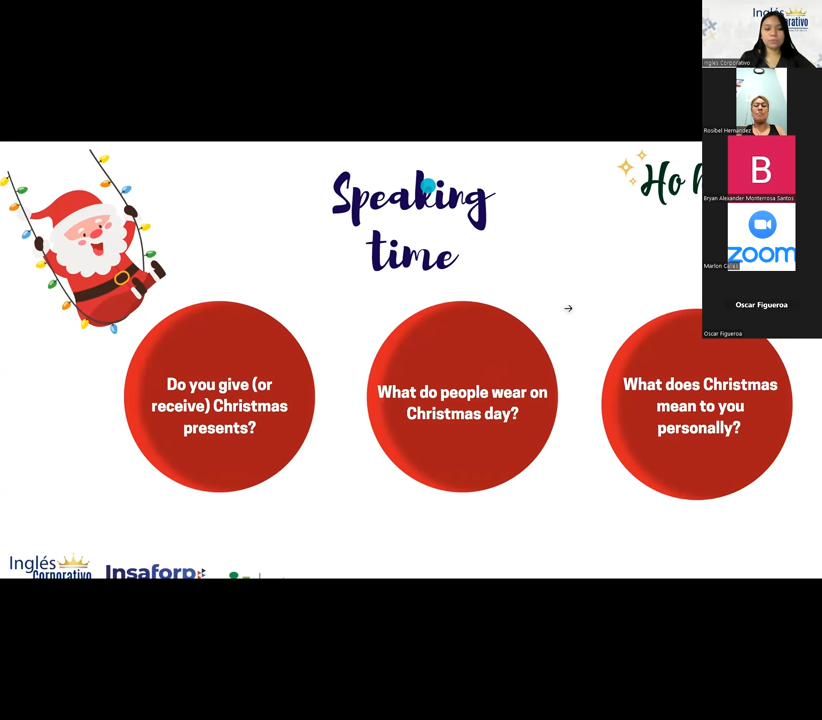 Inglés
Corporativo
Rosibel Hernandez
B
Bryan Alexander Monterrosa Santos
zoom
Marlon
Oscar Figueroa
Oscar Figueroa
Speaking
time
Ho
Do you give (or
receive) Christmas
presents?
What do people wear on
Christmas day?
What does Christmas
mean to you
personally?
Inglés
Corporativo
Insaforp